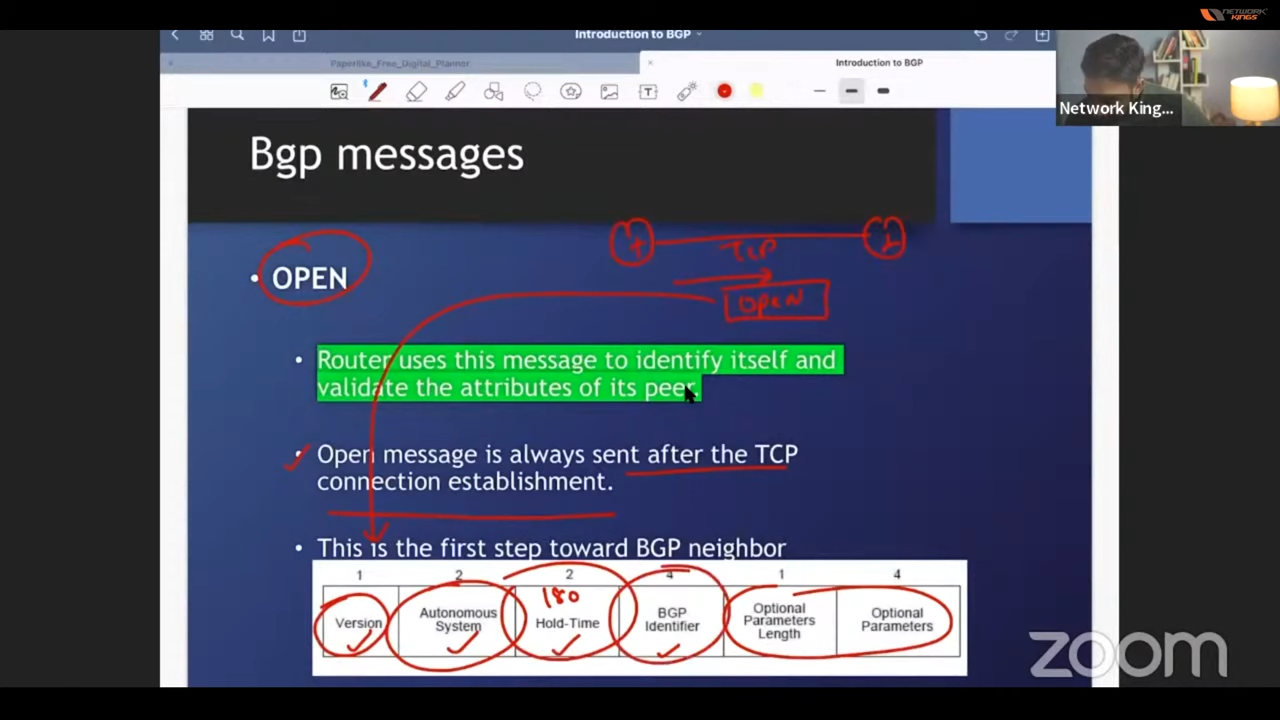 NETWORK
KINGS
Introduction to BGP
Paperlike_Free_Digital_Planner
Introduction to BGP
Network King...
Bgp messages
TCP
• OPEN
OPEN
• Router uses this message to identify itself and
validate the attributes of its peer.
• Open message is always sent after the TCP
connection establishment.
• This is the first step toward BGP neighbor
1 2 2 4 1 4
180
Version Autonomous System Hold-Time BGP Identifier Optional Parameters Length Optional Parameters
zoom